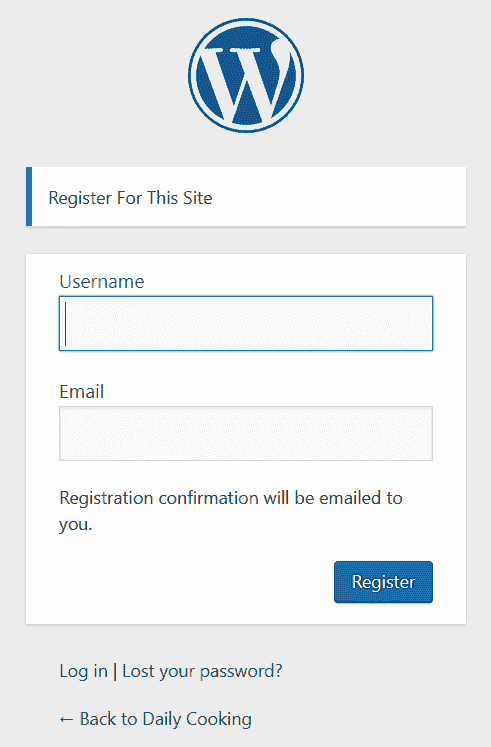 Register For This Site
Username
Email
Registration confirmation will be emailed to
you.
Register
Log in | Lost your password?
← Back to Daily Cooking